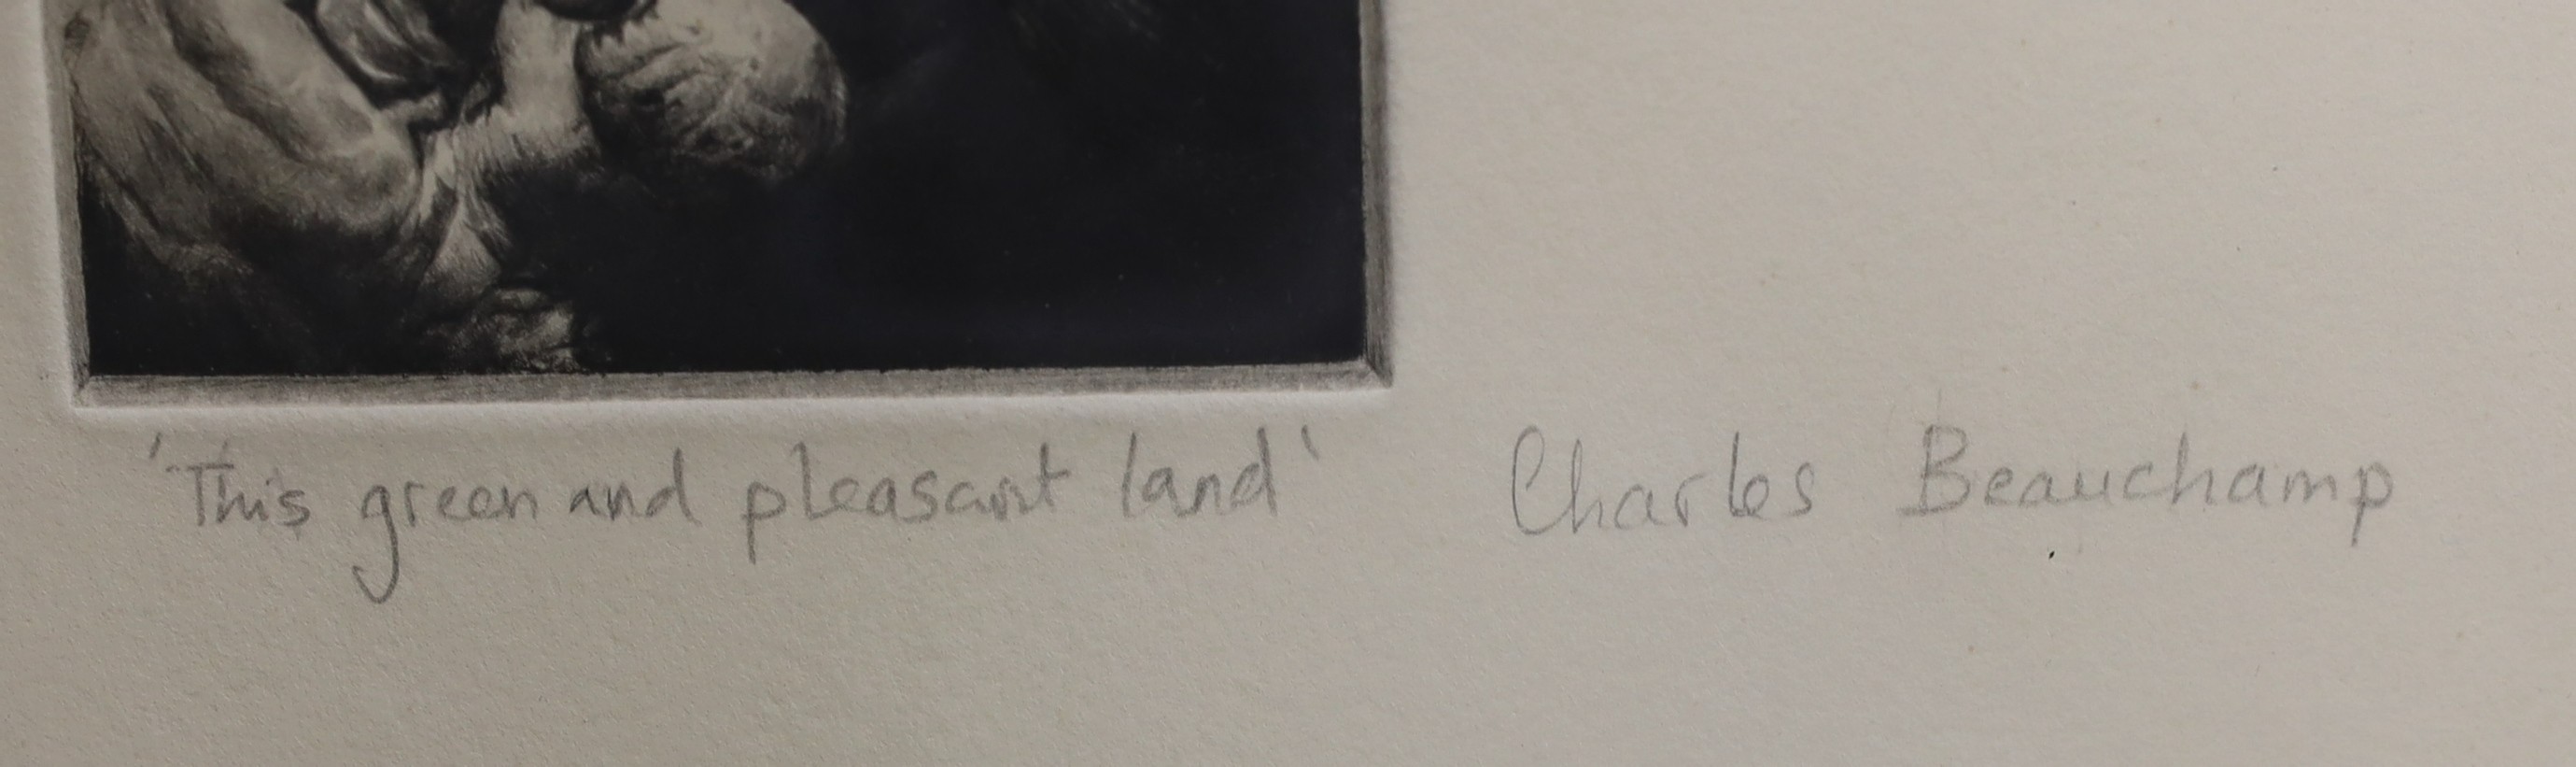 'This green and pleasant land' Charles Beauchamp